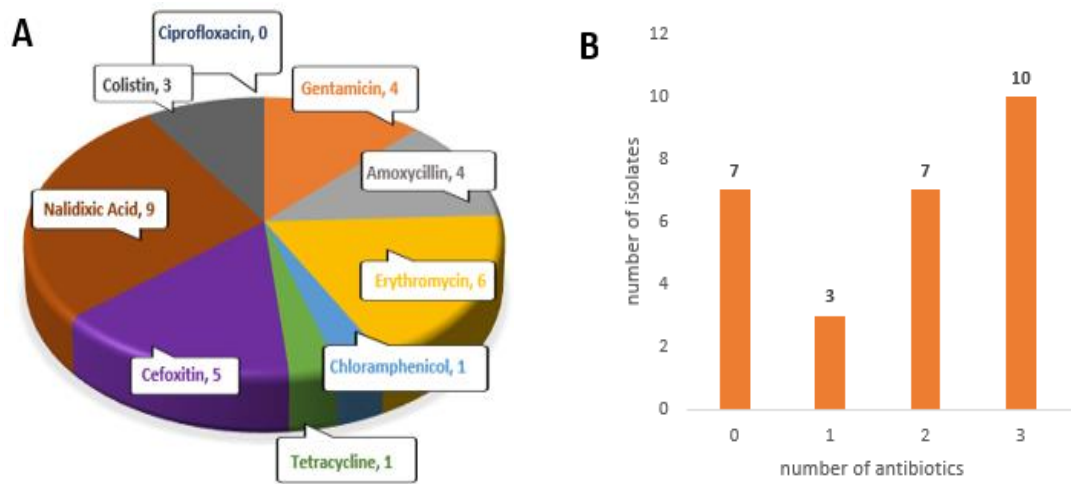 A
Ciprofloxacin, 0
Colistin, 3
Gentamicin, 4
Amoxycillin, 4
Nalidixic Acid, 9
Erythromycin, 6
Cefoxitin, 5
Chloramphenicol, 1
Tetracycline, 1
B
number of isolates
12
10
8
6
4
2
0
7
3
7
10
0 1 2 3
number of antibiotics